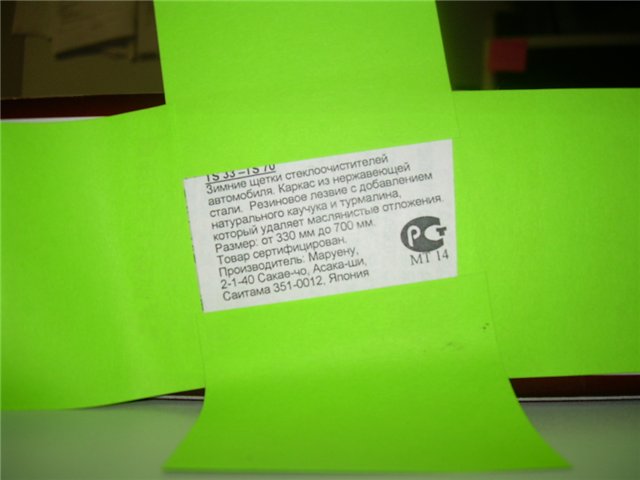 TS 33 – TS 70
Зимние щетки стеклоочистителей
автомобиля. Каркас из нержавеющей
стали. Резиновое лезвие с добавлением
натурального каучука и турмалина,
который удаляет маслянистые отложения.
Размер: от 330 мм до 700 мм.
Товар сертифицирован.
Производитель: Маруену,
2-1-40 Сакае-чо, Асака-ши,
Саитама 351-0012, Япония
РСТ
МТ 14